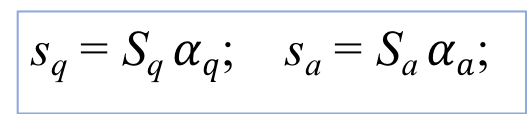 s_q = S_q α_q; s_a = S_a α_a;